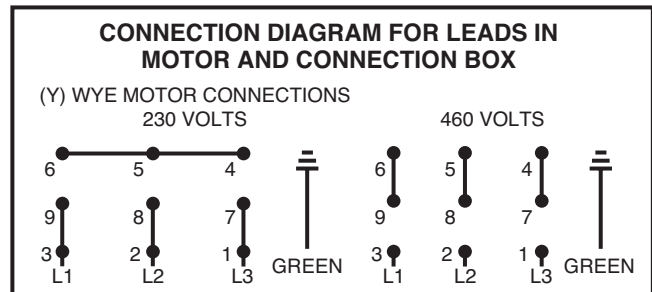 CONNECTION DIAGRAM FOR LEADS IN
MOTOR AND CONNECTION BOX
(Y) WYE MOTOR CONNECTIONS
230 VOLTS 460 VOLTS
6 5 4 6 5 4
9 8 7 9 8 7
3 2 1 GREEN 3 2 1 GREEN
L1 L2 L3 L1 L2 L3